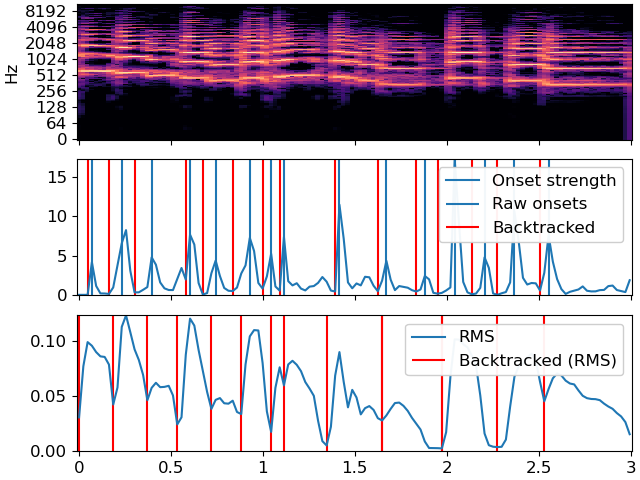 8192
4096
2048
1024
512
256
128
64
0
Hz
15
10
5
0
Onset strength
Raw onsets
Backtracked
0.10
0.05
0.00
RMS
Backtracked (RMS)
0 0.5 1 1.5 2 2.5 3